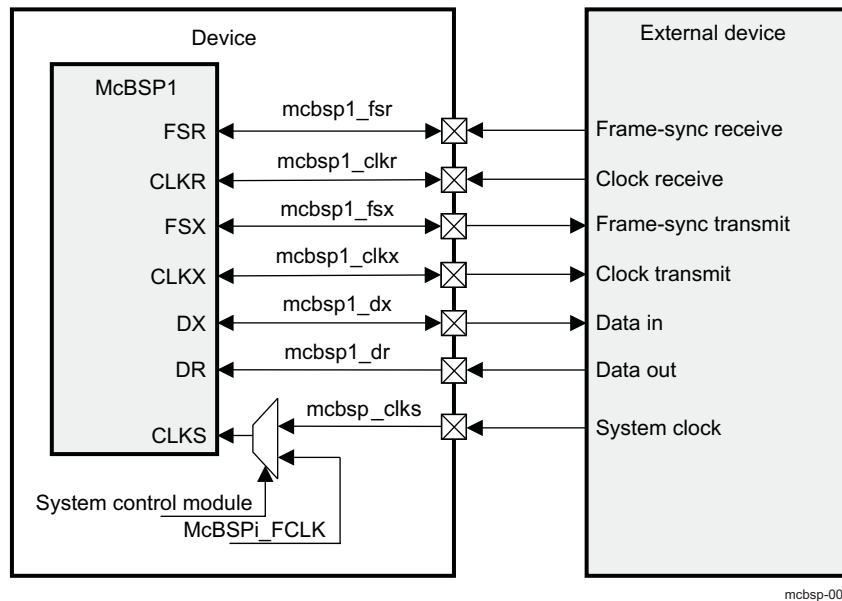 Device
External device
McBSP1
FSR
mcbsp1_fsr
Frame-sync receive
CLKR
mcbsp1_clkr
Clock receive
FSX
mcbsp1_fsx
Frame-sync transmit
CLKX
mcbsp1_clkx
Clock transmit
DX
mcbsp1_dx
Data in
DR
mcbsp1_dr
Data out
CLKS
mcbsp_clks
System clock
System control module
McBSPi_FCLK
mcbsp-00